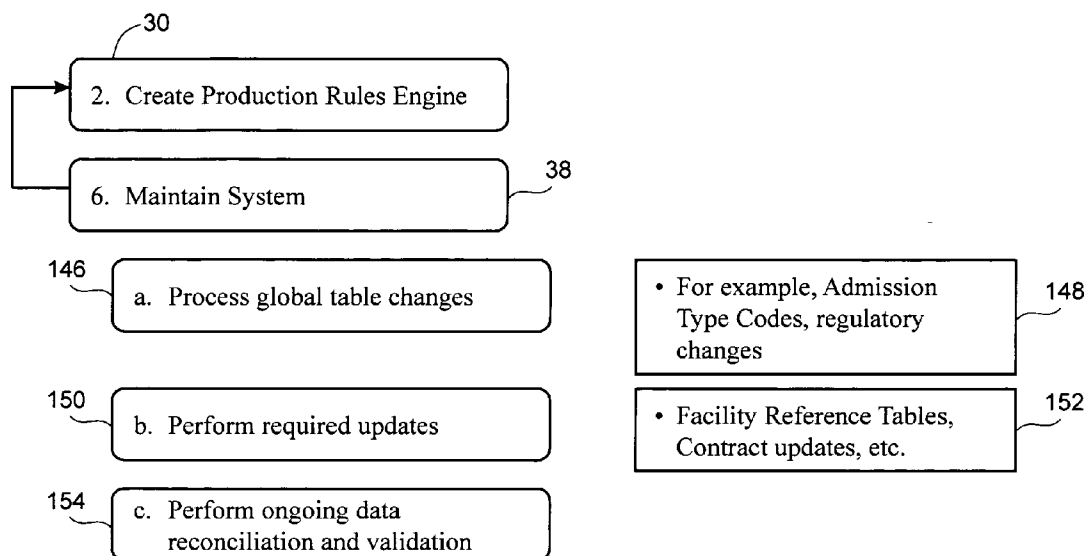 30
2. Create Production Rules Engine
38
6. Maintain System
146
a. Process global table changes
• For example, Admission
Type Codes, regulatory
changes
148
150
b. Perform required updates
• Facility Reference Tables,
Contract updates, etc.
152
154
c. Perform ongoing data
reconciliation and validation